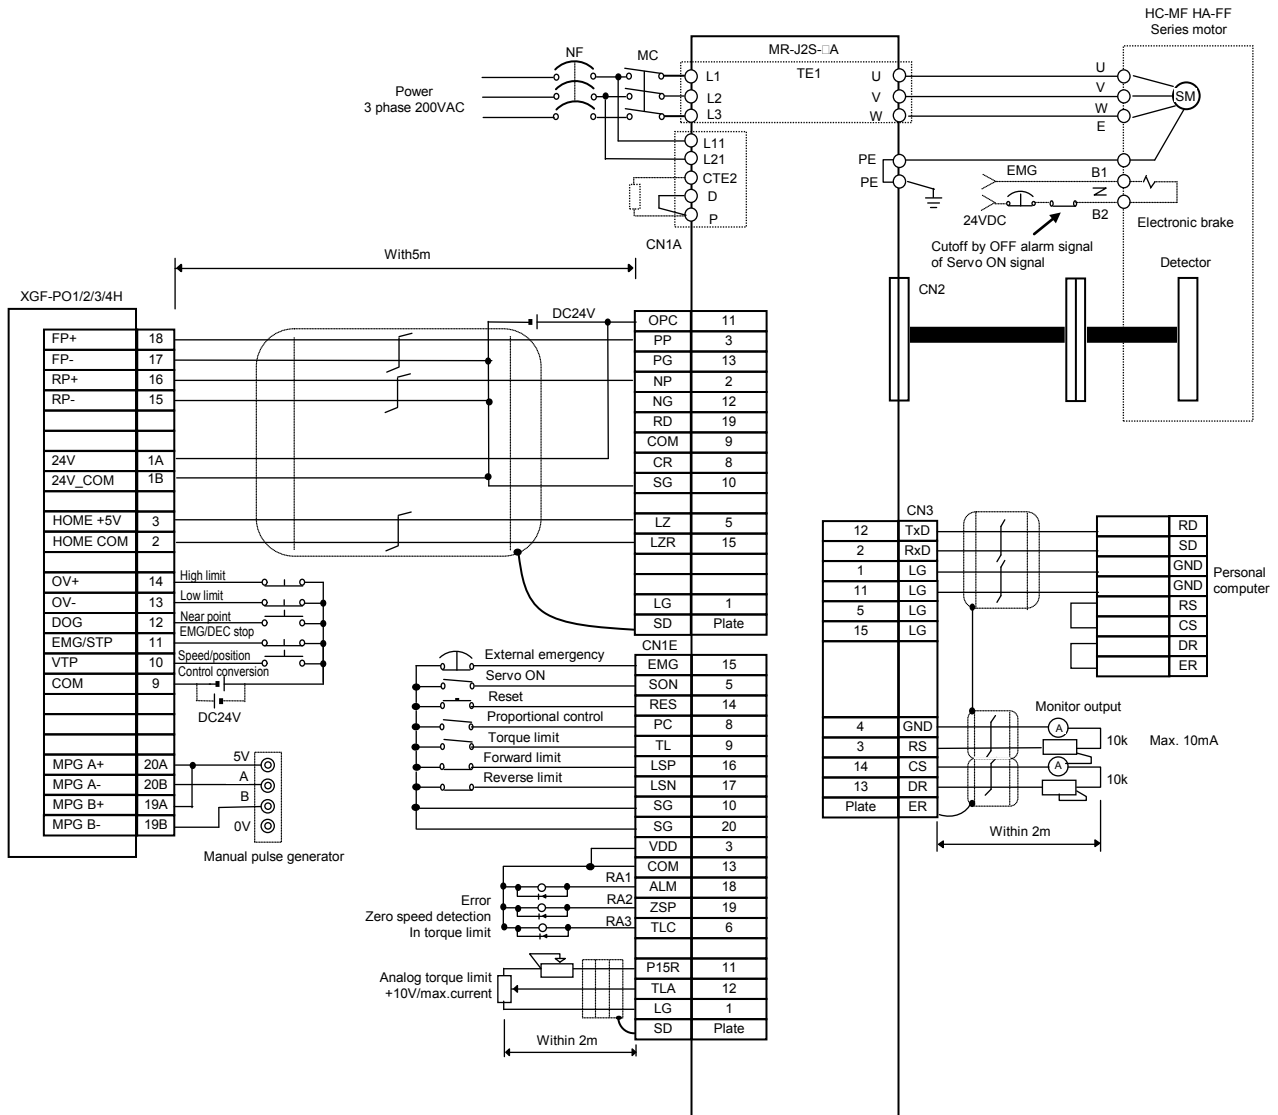 HC-MF HA-FF
Series motor
MR-J2S-□A
TE1
NF
MC
Power
3 phase 200VAC
L1
L2
L3
L11
L21
CTE2
D
P
CN1A
U
V
W
PE
PE
U
V
W
E
SM
EMG
B1
24VDC
B2
Electronic brake
Cutoff by OFF alarm signal
of Servo ON signal
Detector
CN2
With5m
XGF-PO1/2/3/4H
DC24V
FP+ 18
FP- 17
RP+ 16
RP- 15
24V 1A
24V_COM 1B
HOME +5V 3
HOME COM 2
OV+ 14 High limit
OV- 13 Low limit
DOG 12 Near point
EMG/STP 11 EMG/DEC stop
VTP 10 Speed/position
COM 9 Control conversion
DC24V
MPG A+ 20A 5V
MPG A- 20B A
MPG B+ 19A B
MPG B- 19B 0V
Manual pulse generator
OPC 11
PP 3
PG 13
NP 2
NG 12
RD 19
COM 9
CR 8
SG 10
LZ 5
LZR 15
LG 1
SD Plate
CN1E
External emergency EMG 15
Servo ON SON 5
Reset RES 14
Proportional control PC 8
Torque limit TL 9
Forward limit LSP 16
Reverse limit LSN 17
SG 10
SG 20
VDD 3
COM 13
Error RA1 ALM 18
Zero speed detection RA2 ZSP 19
In torque limit RA3 TLC 6
Analog torque limit
+10V/max.current
P15R 11
TLA 12
LG 1
SD Plate
Within 2m
CN3
12 TxD
2 RxD
1 LG
11 LG
5 LG
15 LG
4 GND
3 RS
14 CS
13 DR
Plate ER
RD
SD
GND
GND
RS
CS
DR
ER
Personal
computer
Monitor output
A
10k
Max. 10mA
A
10k
Within 2m